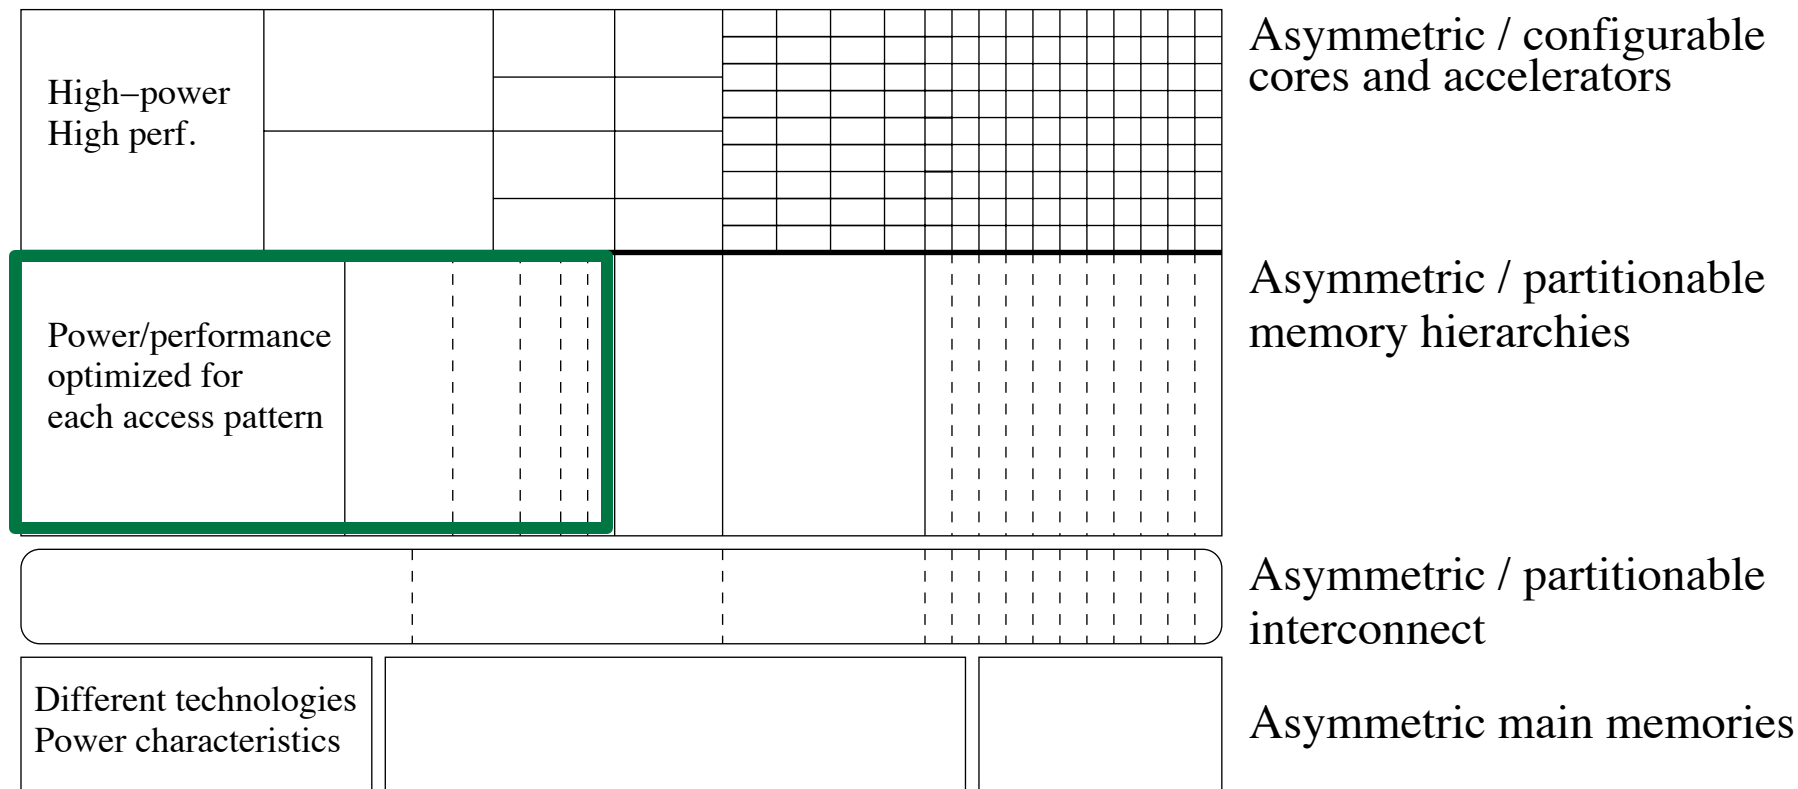 High−power
High perf.
Asymmetric / configurable
cores and accelerators
Power/performance
optimized for
each access pattern
Asymmetric / partitionable
memory hierarchies
Asymmetric / partitionable
interconnect
Different technologies
Power characteristics
Asymmetric main memories